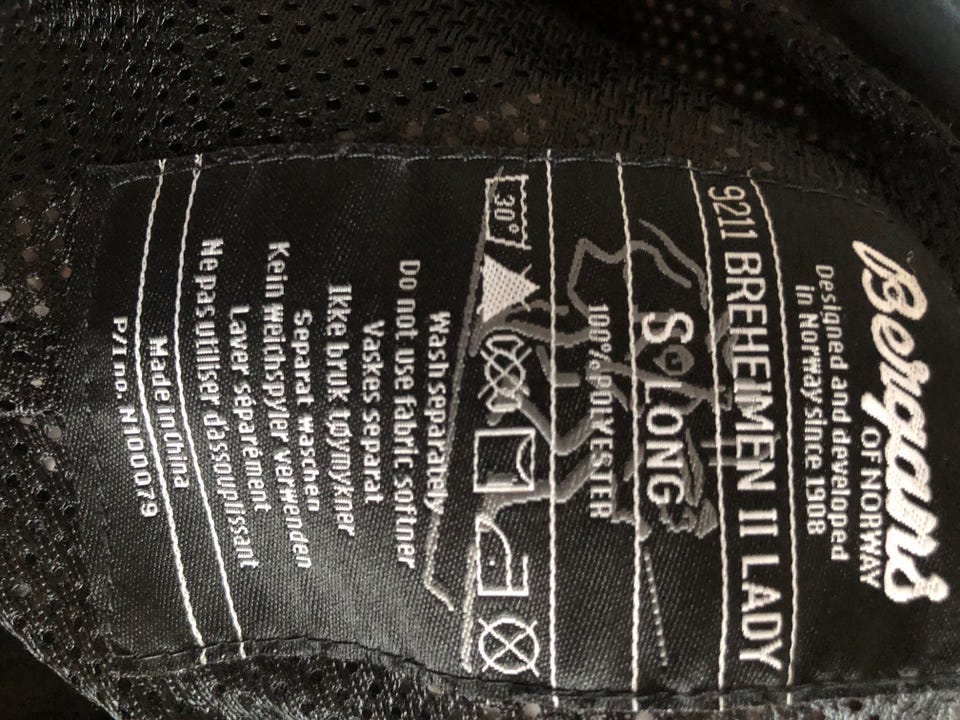 Bergans
OF NORWAY
Designed and developed
in Norway since 1908
9211 BREHEIMEN II LADY
S LONG
100% POLYESTER
30°
Wash separately
Do not use fabric softner
Vaskes separat
Ikke bruk tøymykner
Separat waschen
Kein weichspyler verwenden
Laver séparément
Ne pas utiliser d assouplissant
Made in China
P/I no. N100079